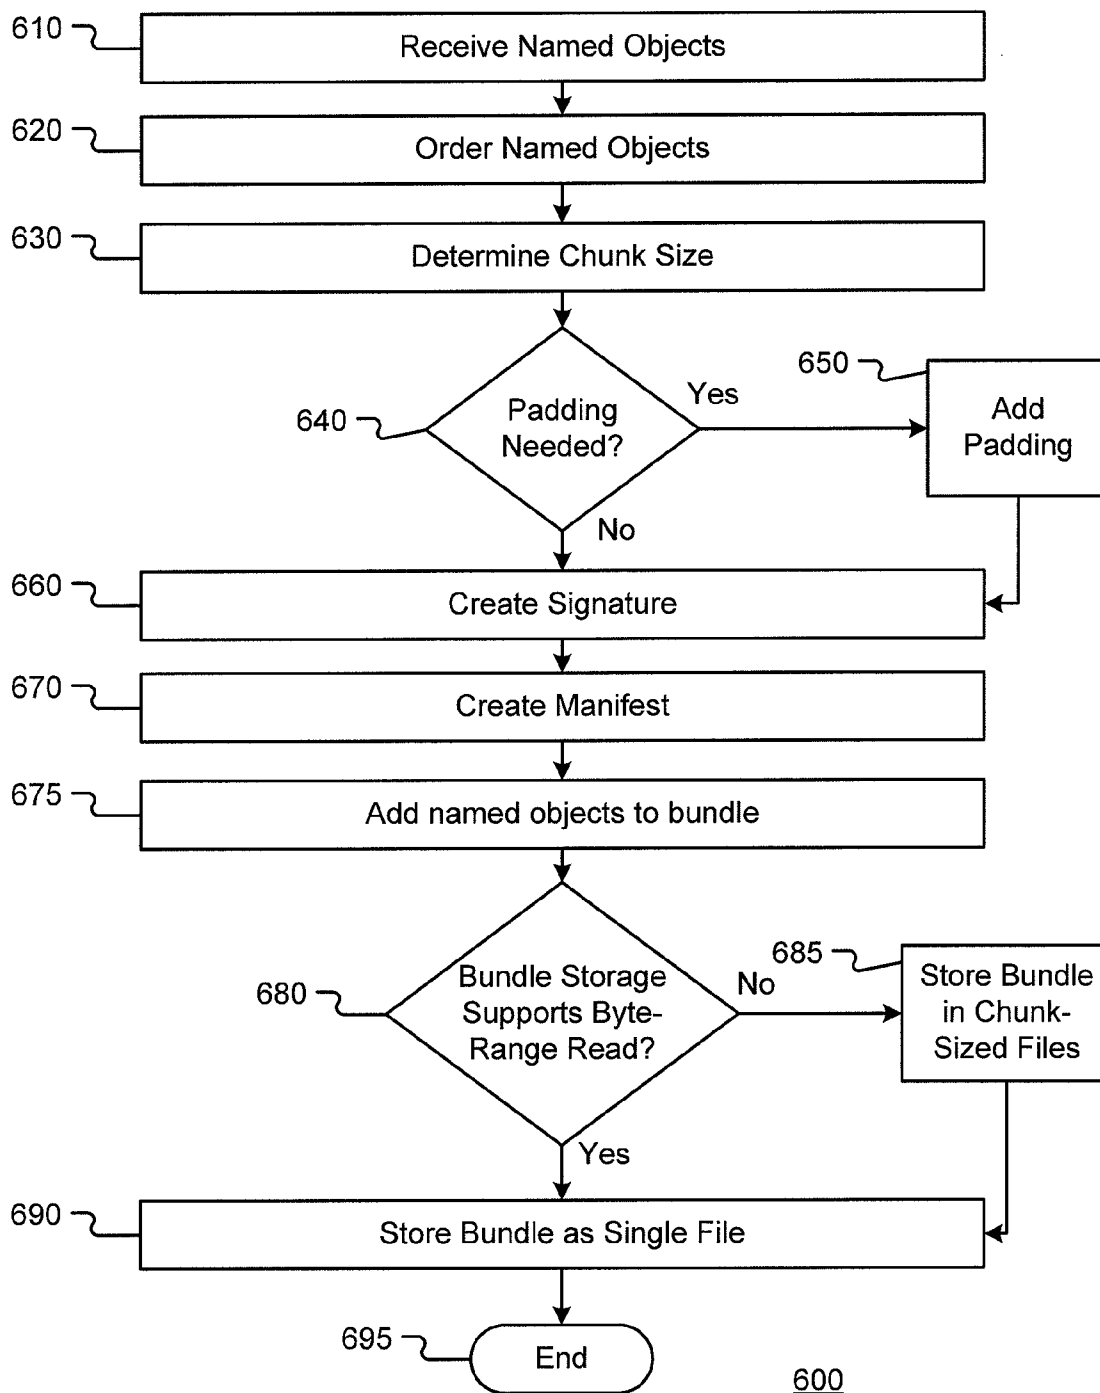 610
Receive Named Objects
620
Order Named Objects
630
Determine Chunk Size
640
Padding
Needed?
Yes
650
Add
Padding
No
660
Create Signature
670
Create Manifest
675
Add named objects to bundle
680
Bundle Storage
Supports Byte-
Range Read?
No
685
Store Bundle
in Chunk-
Sized Files
Yes
690
Store Bundle as Single File
695
End
600